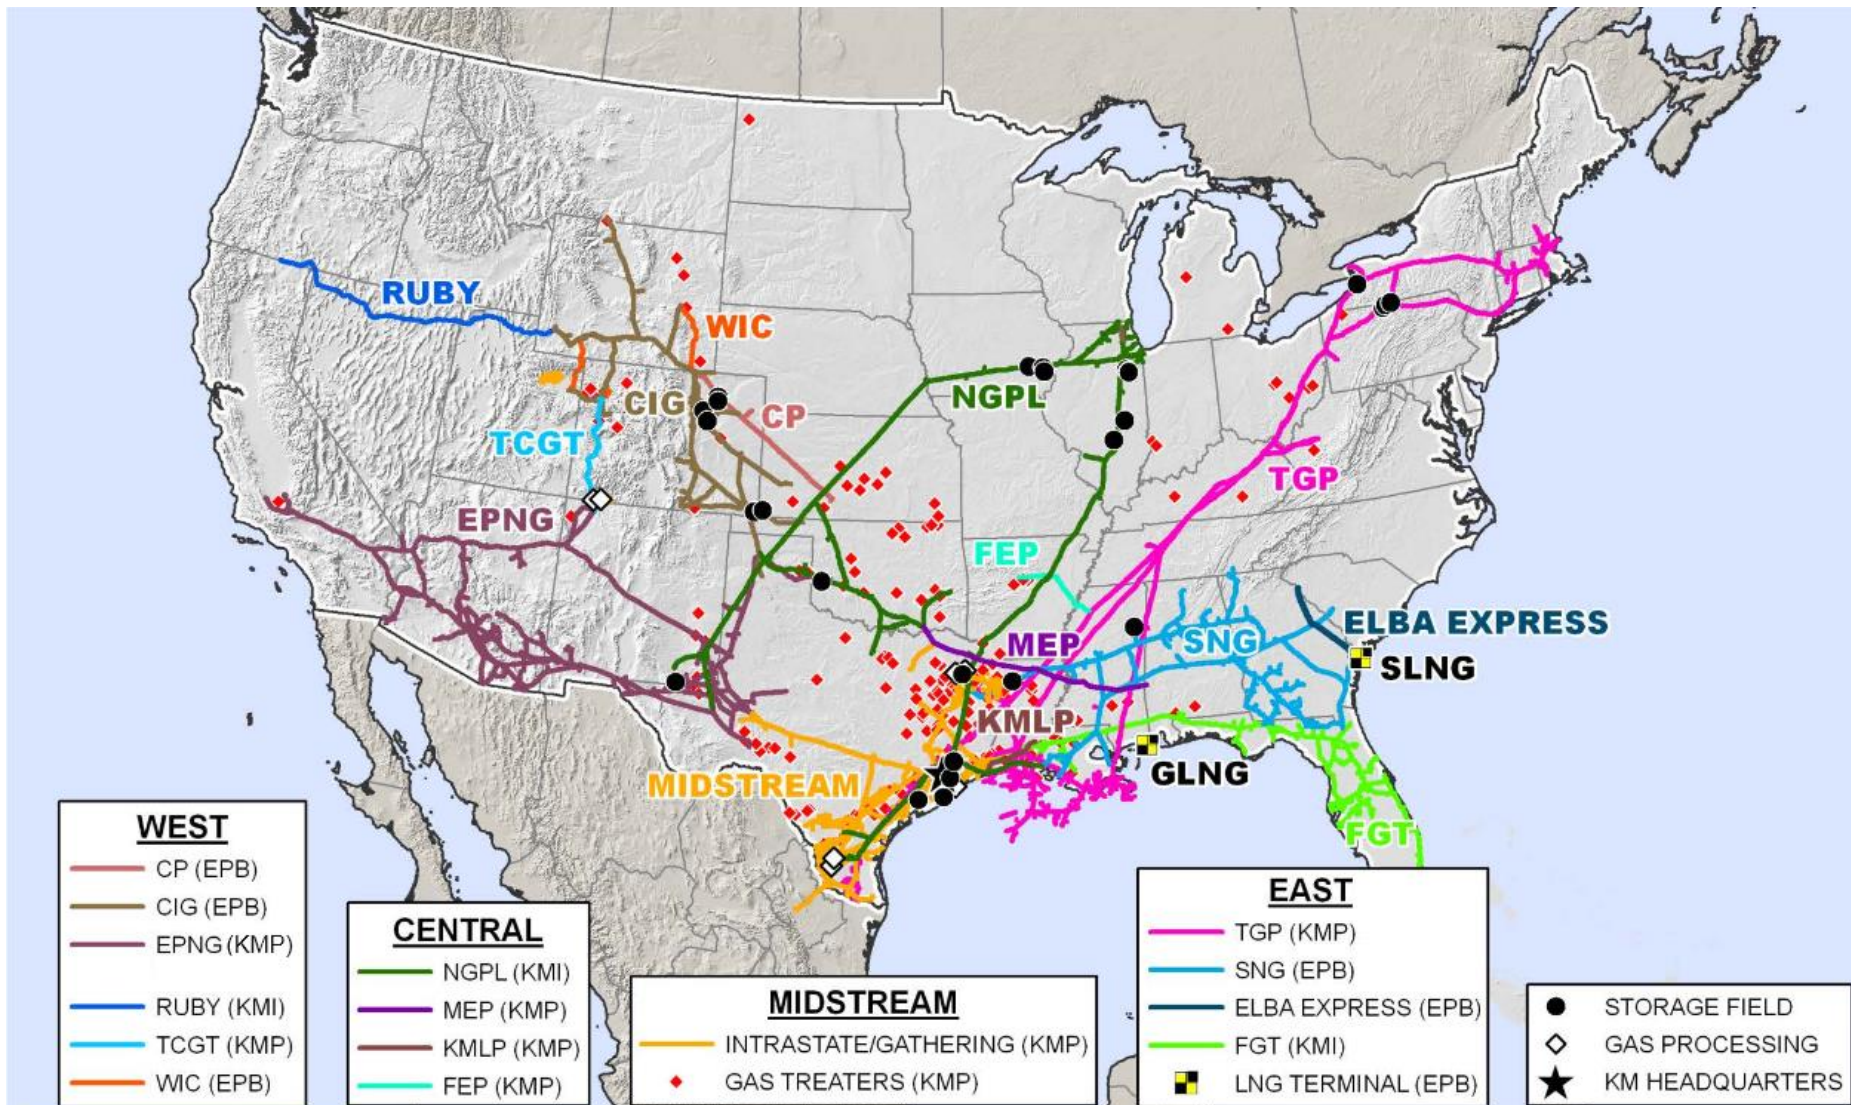 RUBY
WIC
NGPL
CIG
CP
TCGT
TGP
EPNG
FEP
ELBA EXPRESS
MEP
SNG
SLNG
KMLP
GLNG
MIDSTREAM
FGT
WEST
CP (EPB)
CIG (EPB)
EPNG (KMP)
RUBY (KMI)
TCGT (KMP)
WIC (EPB)
CENTRAL
NGPL (KMI)
MEP (KMP)
KMLP (KMP)
FEP (KMP)
MIDSTREAM
INTRASTATE/GATHERING (KMP)
GAS TREATERS (KMP)
EAST
TGP (KMP)
SNG (EPB)
ELBA EXPRESS (EPB)
FGT (KMI)
LNG TERMINAL (EPB)
STORAGE FIELD
GAS PROCESSING
KM HEADQUARTERS